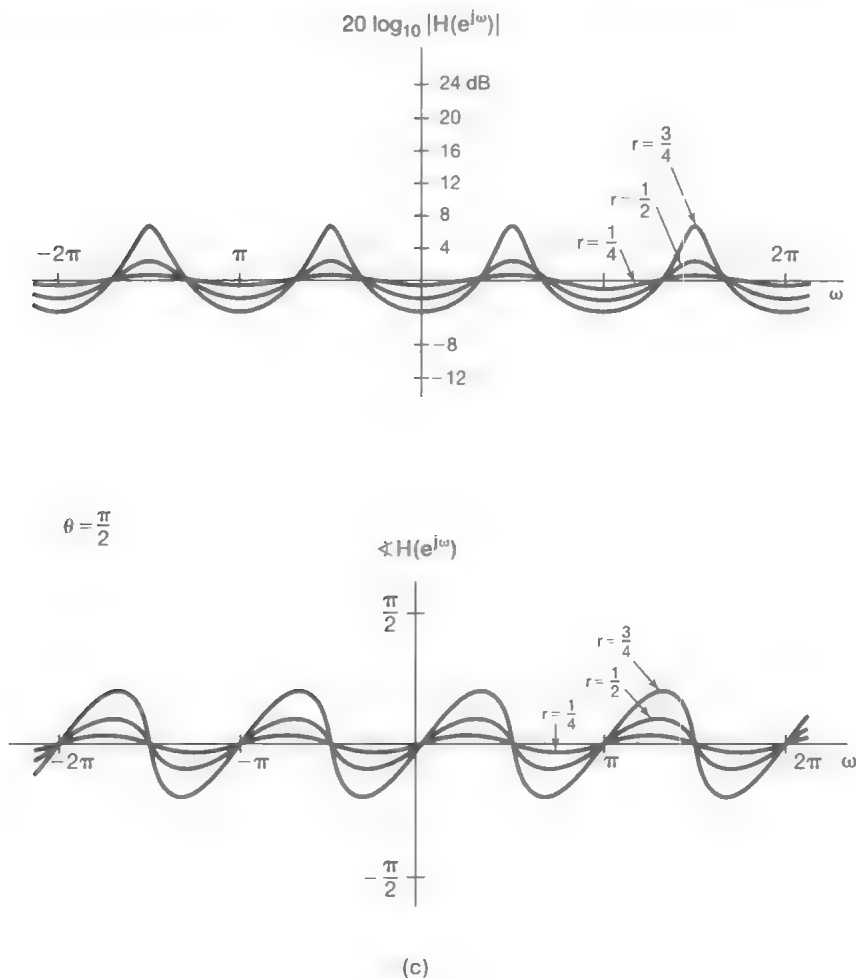 20 log₁₀ |H(e^{jω})|
24 dB
20
16
12
8
4
-8
-12
r = 3/4
r - 1/2
r = 1/4
-2π
π
2π
ω
θ = π/2
∢H(e^{jω})
π/2
r = 3/4
r = 1/2
r = 1/4
-2π
-π
π
2π
ω
-π/2
(c)